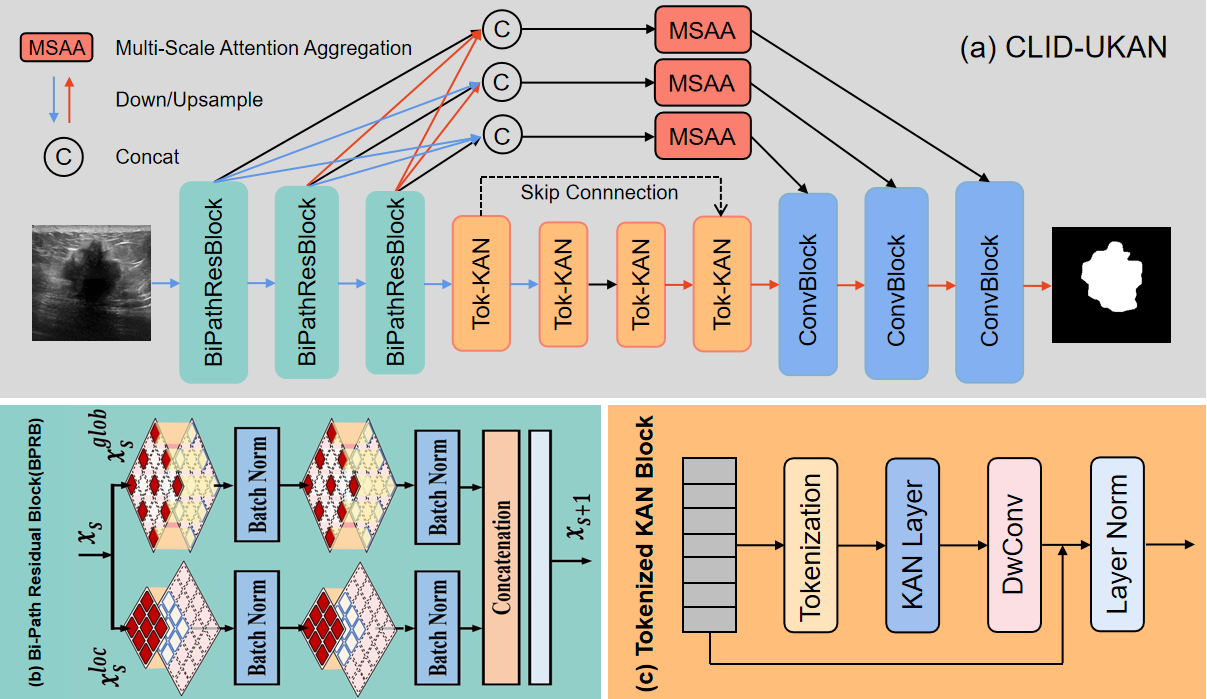 MSAA Multi-Scale Attention Aggregation
Down/Upsample
C Concat
(a) CLID-UKAN
C MSAA
C MSAA
C MSAA
Skip Connnection
BiPathResBlock
BiPathResBlock
BiPathResBlock
Tok-KAN
Tok-KAN
Tok-KAN
Tok-KAN
ConvBlock
ConvBlock
ConvBlock
(b) Bi-Path Residual Block(BPRB)
x_s
x_s^{glob}
x_s^{loc}
Batch Norm
Batch Norm
Batch Norm
Batch Norm
Concatenation
x_{s+1}
(c) Tokenized KAN Block
Tokenization
KAN Layer
DwConv
Layer Norm